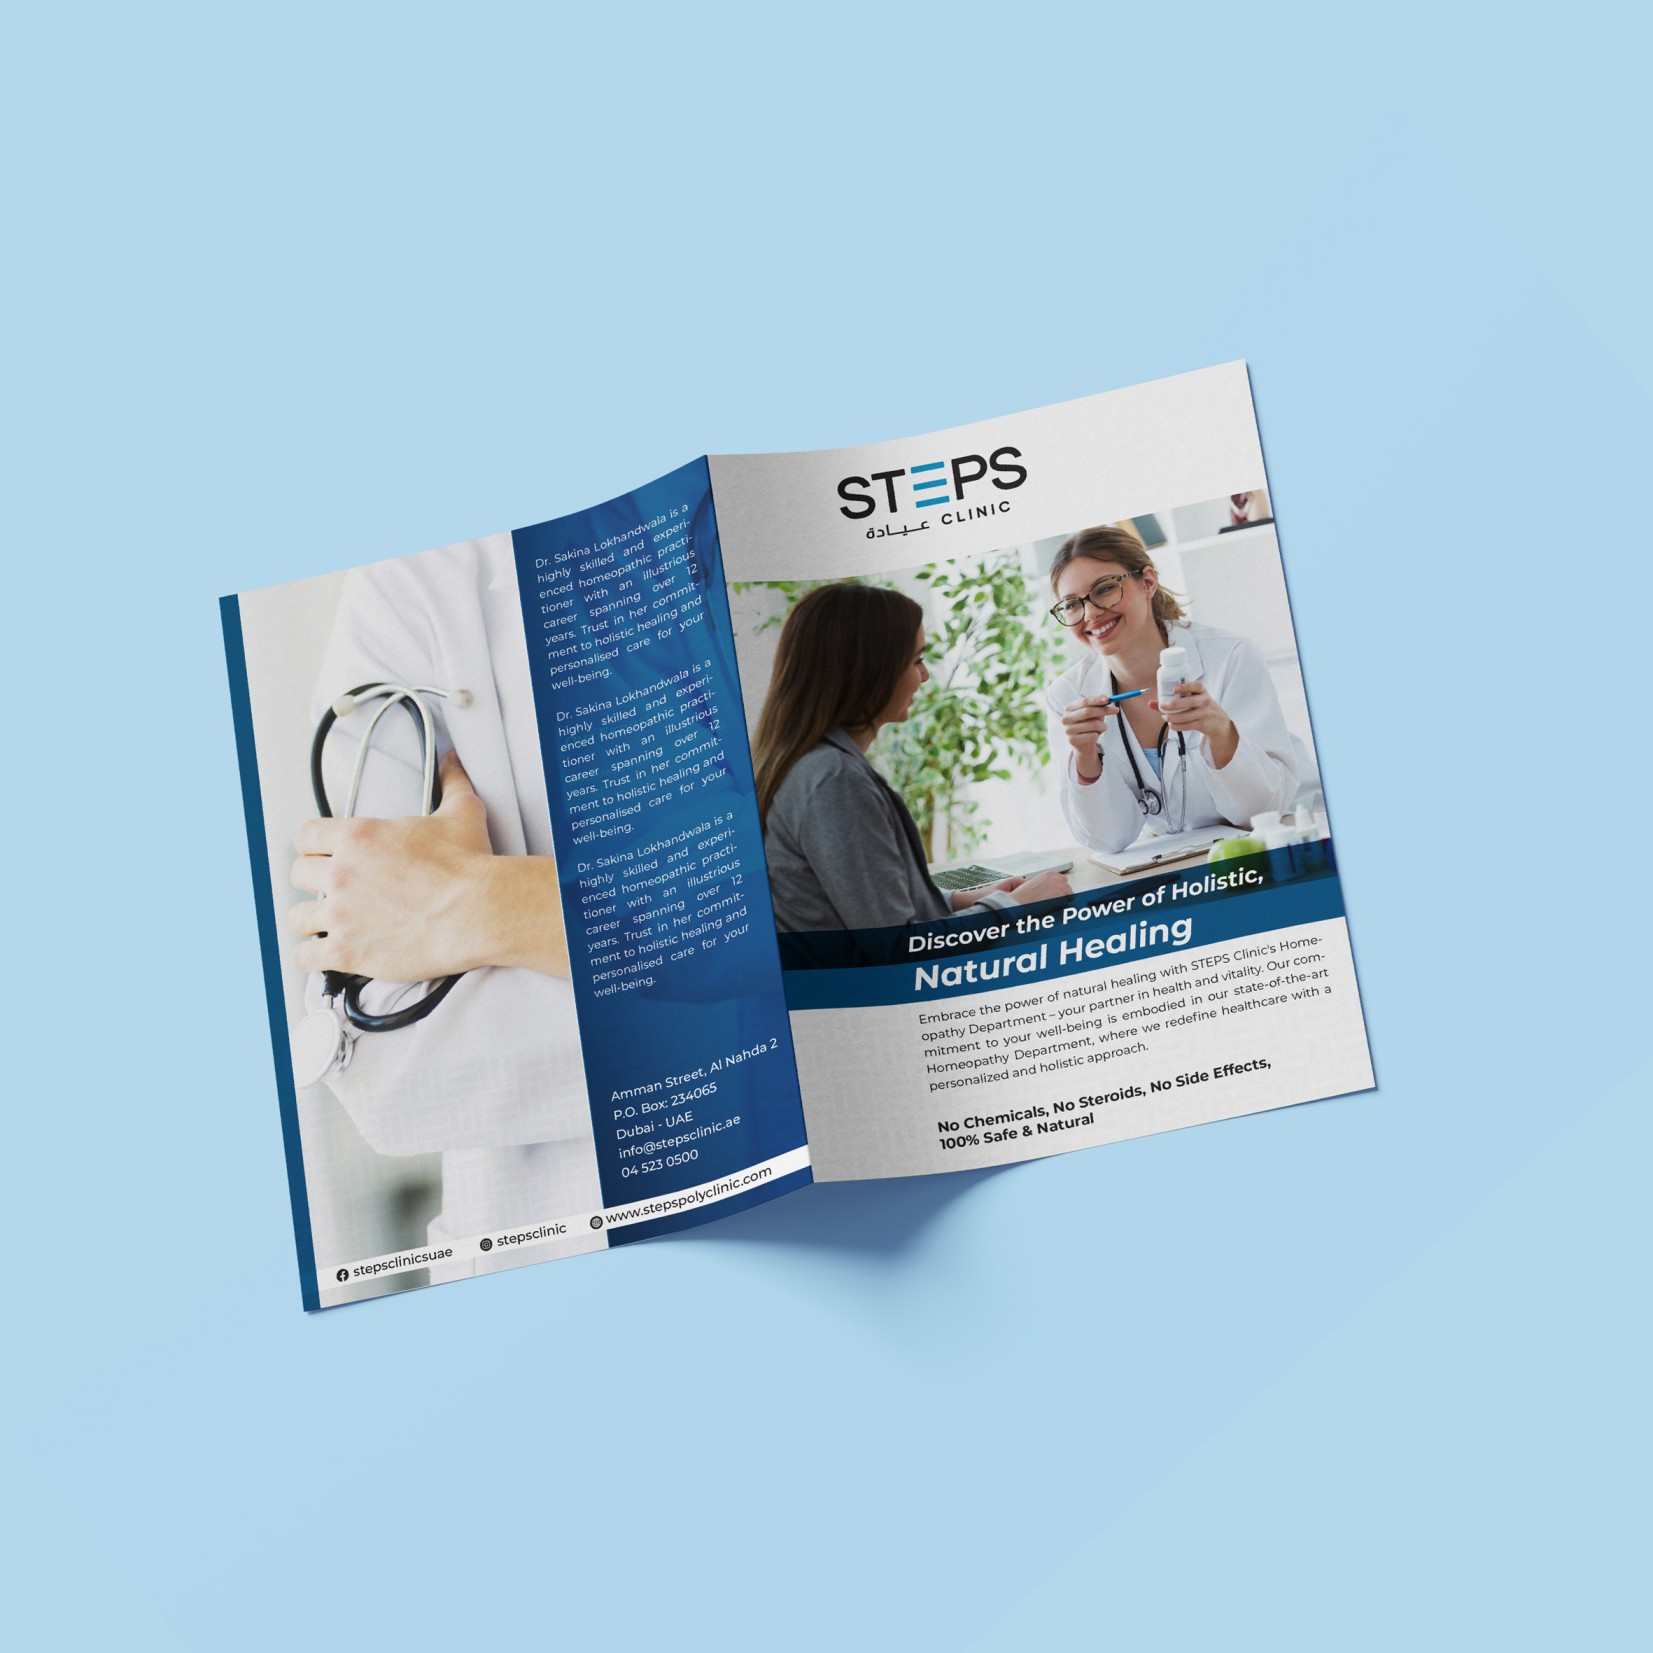 Dr. Sakina Lokhandwala is a
highly skilled and experi-
enced homeopathic practi-
tioner with an illustrious
career spanning over 12
years. Trust in her commit-
ment to holistic healing and
personalised care for your
well-being.
Dr. Sakina Lokhandwala is a
highly skilled and experi-
enced homeopathic practi-
tioner with an illustrious
career spanning over 12
years. Trust in her commit-
ment to holistic healing and
personalised care for your
well-being.
Dr. Sakina Lokhandwala is a
highly skilled and experi-
enced homeopathic practi-
tioner with an illustrious
career spanning over 12
years. Trust in her commit-
ment to holistic healing and
personalised care for your
well-being.
Amman Street, Al Nahda 2
P.O. Box: 234065
Dubai - UAE
info@stepsclinic.ae
04 523 0500
stepsclinicsuae stepsclinic www.stepspolyclinic.com
STEPS
عيـادة CLINIC
Discover the Power of Holistic,
Natural Healing
Embrace the power of natural healing with STEPS Clinic's Home-
opathy Department – your partner in health and vitality. Our com-
mitment to your well-being is embodied in our state-of-the-art
Homeopathy Department, where we redefine healthcare with a
personalized and holistic approach.
No Chemicals, No Steroids, No Side Effects,
100% Safe & Natural